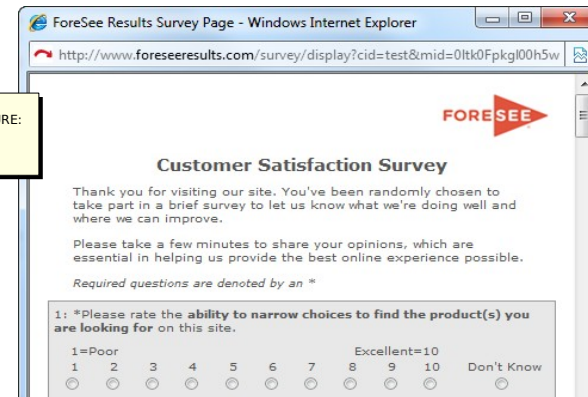 ForeSee Results Survey Page - Windows Internet Explorer
http://www.foreseeresults.com/survey/display?cid=test&mid=0ltk0Fpkgl00h5w
FORESEE
Customer Satisfaction Survey
Thank you for visiting our site. You've been randomly chosen to
take part in a brief survey to let us know what we're doing well and
where we can improve.
Please take a few minutes to share your opinions, which are
essential in helping us provide the best online experience possible.
Required questions are denoted by an *
1: *Please rate the ability to narrow choices to find the product(s) you
are looking for on this site.
1=Poor Excellent=10
1 2 3 4 5 6 7 8 9 10 Don't Know